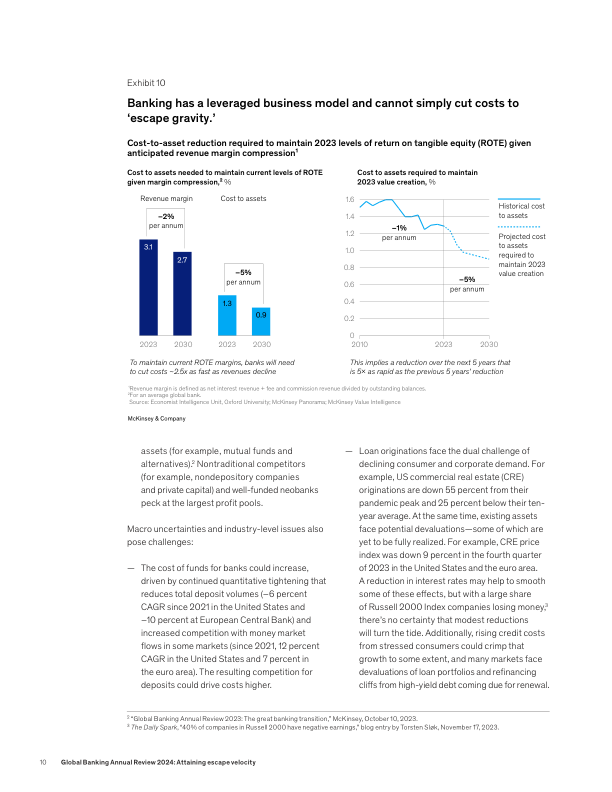 Exhibit 10
Banking has a leveraged business model and cannot simply cut costs to
‘escape gravity.’
Cost-to-asset reduction required to maintain 2023 levels of return on tangible equity (ROTE) given
anticipated revenue margin compression¹
Cost to assets needed to maintain current levels of ROTE
given margin compression,² %
Revenue margin
Cost to assets
–2%
per annum
3.1
2.7
–5%
per annum
1.3
0.9
2023
2030
2023
2030
To maintain current ROTE margins, banks will need
to cut costs ~2.5x as fast as revenues decline
Cost to assets required to maintain
2023 value creation, %
1.6
1.4
1.2
1.0
0.8
0.6
0.4
0.2
0
–1%
per annum
–5%
per annum
2010
2023
2030
Historical cost
to assets
Projected cost
to assets
required to
maintain 2023
value creation
This implies a reduction over the next 5 years that
is 5× as rapid as the previous 5 years’ reduction
¹Revenue margin is defined as net interest revenue + fee and commission revenue divided by outstanding balances.
²For an average global bank.
Source: Economist Intelligence Unit, Oxford University; McKinsey Panorama; McKinsey Value Intelligence
McKinsey & Company
assets (for example, mutual funds and
alternatives).² Nontraditional competitors
(for example, nondepository companies
and private capital) and well-funded neobanks
peck at the largest profit pools.
Macro uncertainties and industry-level issues also
pose challenges:
— The cost of funds for banks could increase,
driven by continued quantitative tightening that
reduces total deposit volumes (–6 percent
CAGR since 2021 in the United States and
–10 percent at European Central Bank) and
increased competition with money market
flows in some markets (since 2021, 12 percent
CAGR in the United States and 7 percent in
the euro area). The resulting competition for
deposits could drive costs higher.
— Loan originations face the dual challenge of
declining consumer and corporate demand. For
example, US commercial real estate (CRE)
originations are down 55 percent from their
pandemic peak and 25 percent below their ten-
year average. At the same time, existing assets
face potential devaluations—some of which are
yet to be fully realized. For example, CRE price
index was down 9 percent in the fourth quarter
of 2023 in the United States and the euro area.
A reduction in interest rates may help to smooth
some of these effects, but with a large share
of Russell 2000 Index companies losing money,³
there’s no certainty that modest reductions
will turn the tide. Additionally, rising credit costs
from stressed consumers could crimp that
growth to some extent, and many markets face
devaluations of loan portfolios and refinancing
cliffs from high-yield debt coming due for renewal.
² “Global Banking Annual Review 2023: The great banking transition,” McKinsey, October 10, 2023.
³ The Daily Spark, “40% of companies in Russell 2000 have negative earnings,” blog entry by Torsten Sløk, November 17, 2023.
10 Global Banking Annual Review 2024: Attaining escape velocity